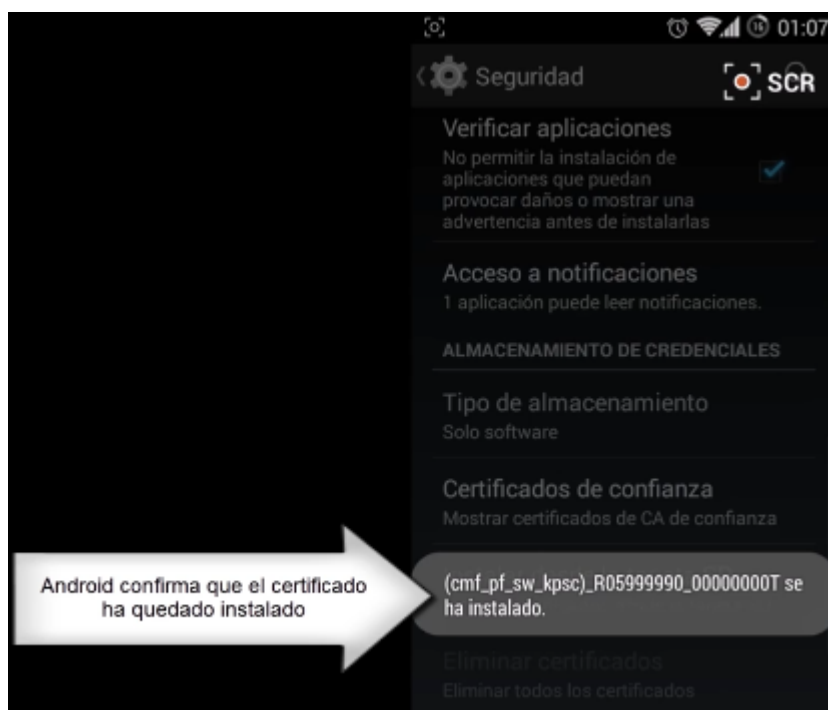 01:07
Seguridad
SCR
Verificar aplicaciones
No permitir la instalación de
aplicaciones que puedan
provocar daños o mostrar una
advertencia antes de instalarlas
Acceso a notificaciones
1 aplicación puede leer notificaciones.
ALMACENAMIENTO DE CREDENCIALES
Tipo de almacenamiento
Solo software
Certificados de confianza
Mostrar certificados de CA de confianza
Android confirma que el certificado
ha quedado instalado
(cmf_pf_sw_kpsc)_R05999990_00000000T se
ha instalado.
Eliminar certificados
Eliminar todos los certificados